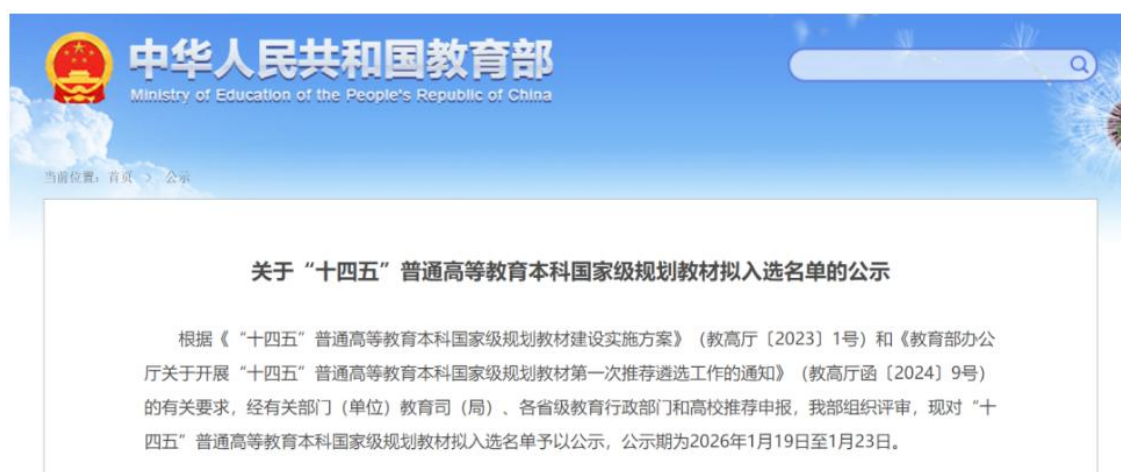 中华人民共和国教育部
Ministry of Education of the People's Republic of China
当前位置：首页 > 公示
关于“十四五”普通高等教育本科国家级规划教材拟入选名单的公示
根据《“十四五”普通高等教育本科国家级规划教材建设实施方案》（教高厅〔2023〕1号）和《教育部办公
厅关于开展“十四五”普通高等教育本科国家级规划教材第一次推荐遴选工作的通知》（教高厅函〔2024〕9号）
的有关要求，经有关部门（单位）教育司（局）、各省级教育行政部门和高校推荐申报，我部组织评审，现对“十
四五”普通高等教育本科国家级规划教材拟入选名单予以公示，公示期为2026年1月19日至1月23日。